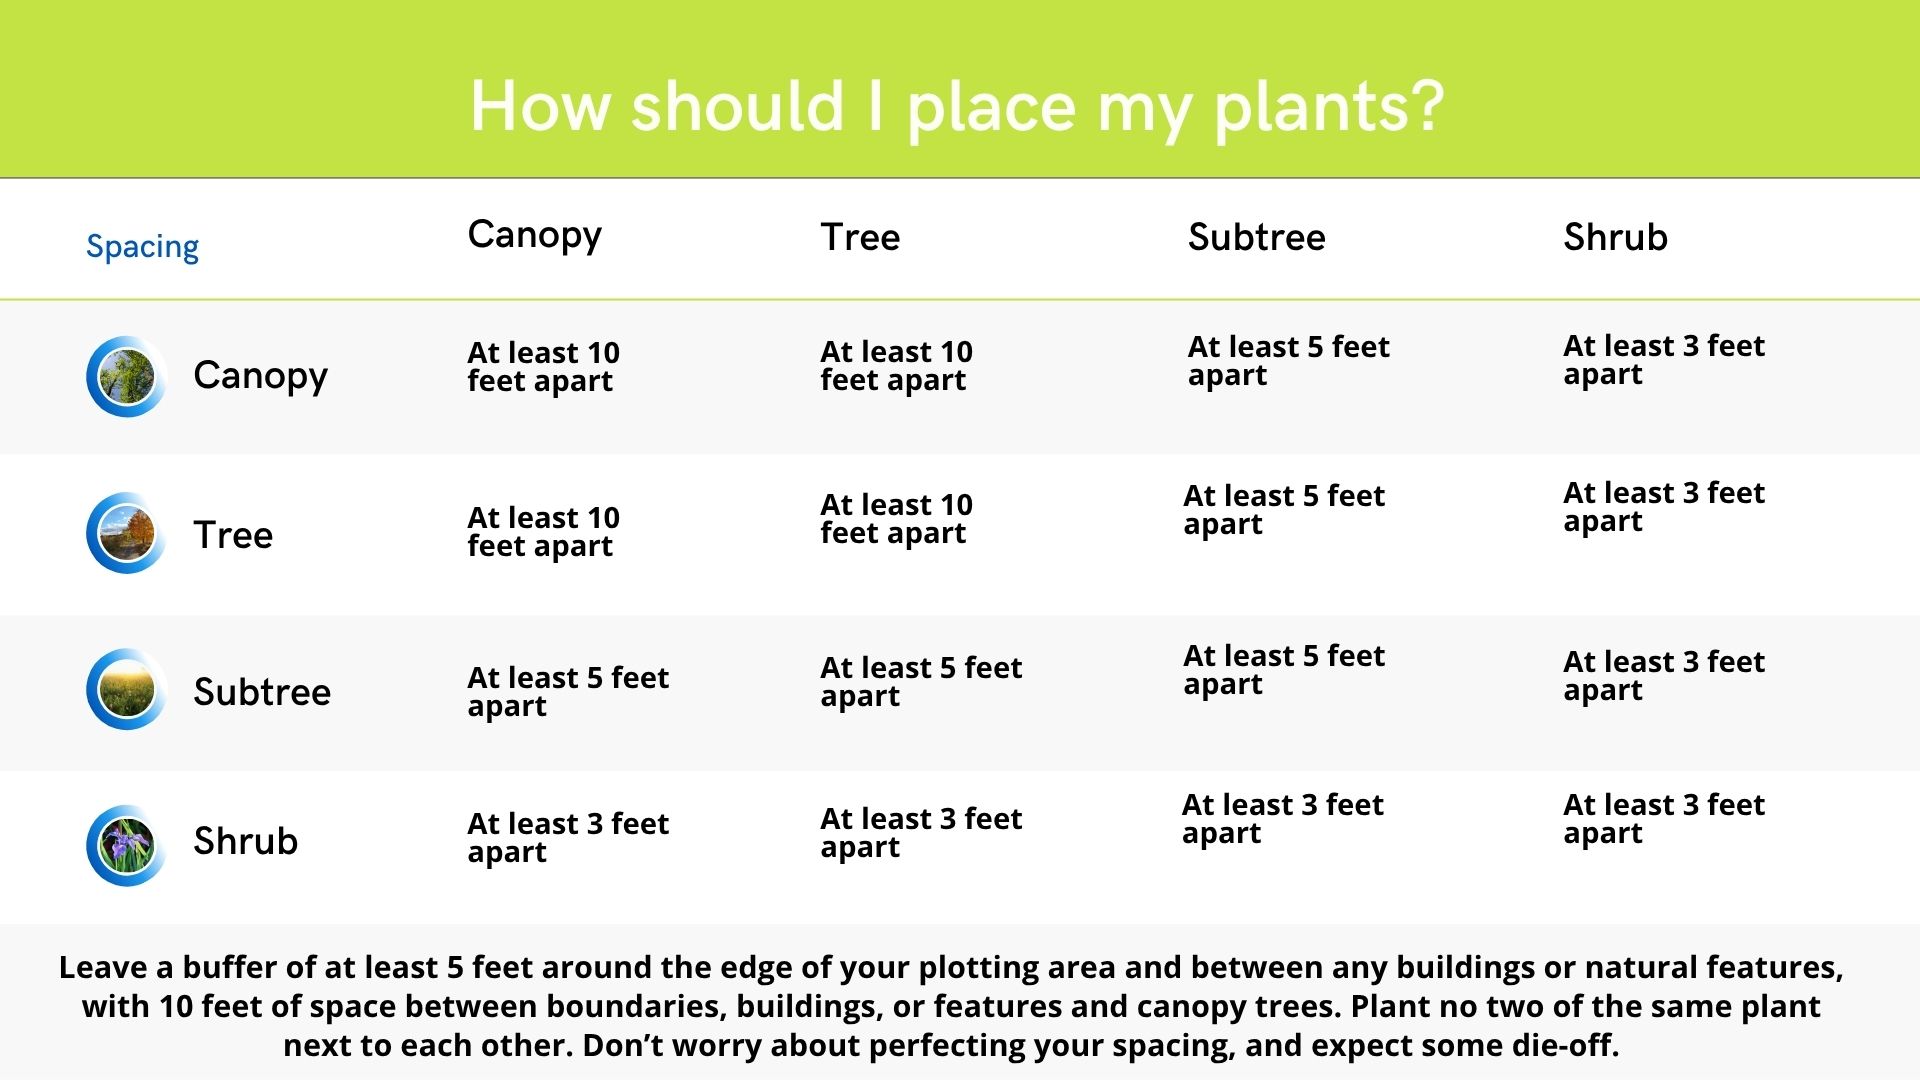 How should I place my plants?
Spacing Canopy Tree Subtree Shrub
Canopy
At least 10
feet apart
At least 10
feet apart
At least 5 feet
apart
At least 3 feet
apart
Tree
At least 10
feet apart
At least 10
feet apart
At least 5 feet
apart
At least 3 feet
apart
Subtree
At least 5 feet
apart
At least 5 feet
apart
At least 5 feet
apart
At least 3 feet
apart
Shrub
At least 3 feet
apart
At least 3 feet
apart
At least 3 feet
apart
At least 3 feet
apart
Leave a buffer of at least 5 feet around the edge of your plotting area and between any buildings or natural features,
with 10 feet of space between boundaries, buildings, or features and canopy trees. Plant no two of the same plant
next to each other. Don’t worry about perfecting your spacing, and expect some die-off.